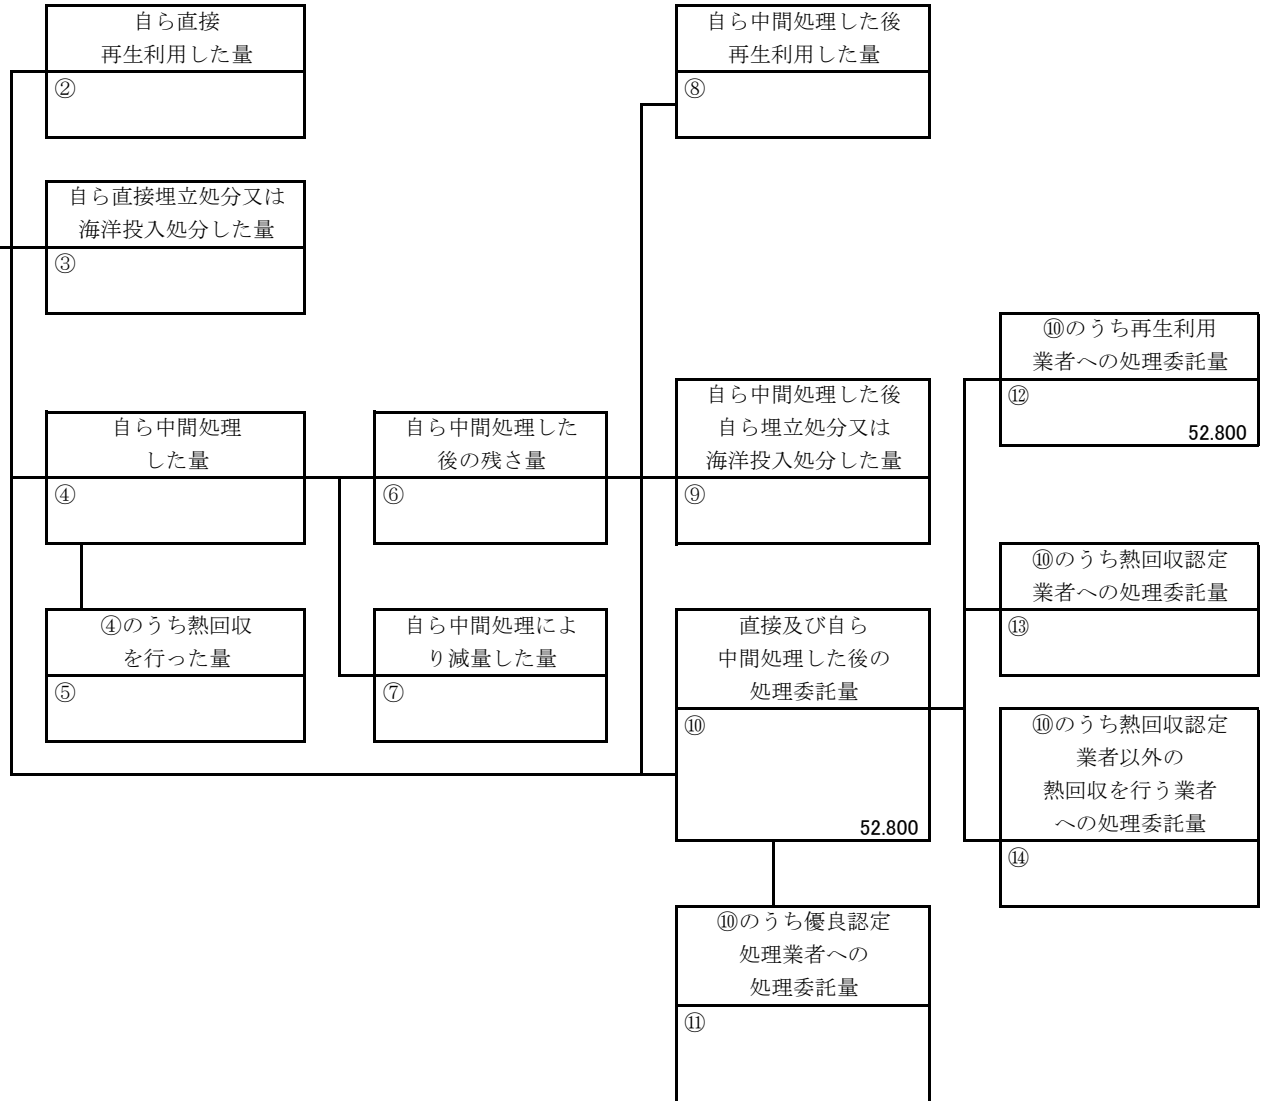 自ら直接
再生利用した量
②
自ら直接埋立処分又は
海洋投入処分した量
③
自ら中間処理
した量
④
④のうち熱回収
を行った量
⑤
自ら中間処理した
後の残さ量
⑥
自ら中間処理によ
り減量した量
⑦
自ら中間処理した後
再生利用した量
⑧
自ら中間処理した後
自ら埋立処分又は
海洋投入処分した量
⑨
直接及び自ら
中間処理した後の
処理委託量
⑩
52.800
⑩のうち優良認定
処理業者への
処理委託量
⑪
⑩のうち再生利用
業者への処理委託量
⑫
52.800
⑩のうち熱回収認定
業者への処理委託量
⑬
⑩のうち熱回収認定
業者以外の
熱回収を行う業者
への処理委託量
⑭